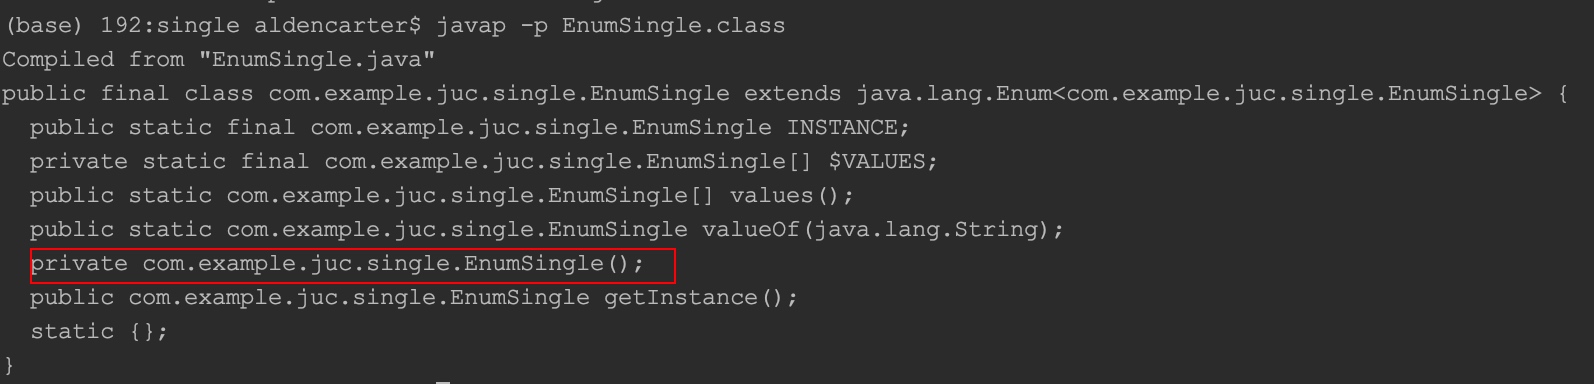 (base) 192:single aldencarter$ javap -p EnumSingle.class
Compiled from "EnumSingle.java"
public final class com.example.juc.single.EnumSingle extends java.lang.Enum<com.example.juc.single.EnumSingle> {
  public static final com.example.juc.single.EnumSingle INSTANCE;
  private static final com.example.juc.single.EnumSingle[] $VALUES;
  public static com.example.juc.single.EnumSingle[] values();
  public static com.example.juc.single.EnumSingle valueOf(java.lang.String);
  private com.example.juc.single.EnumSingle();
  public com.example.juc.single.EnumSingle getInstance();
  static {};
}